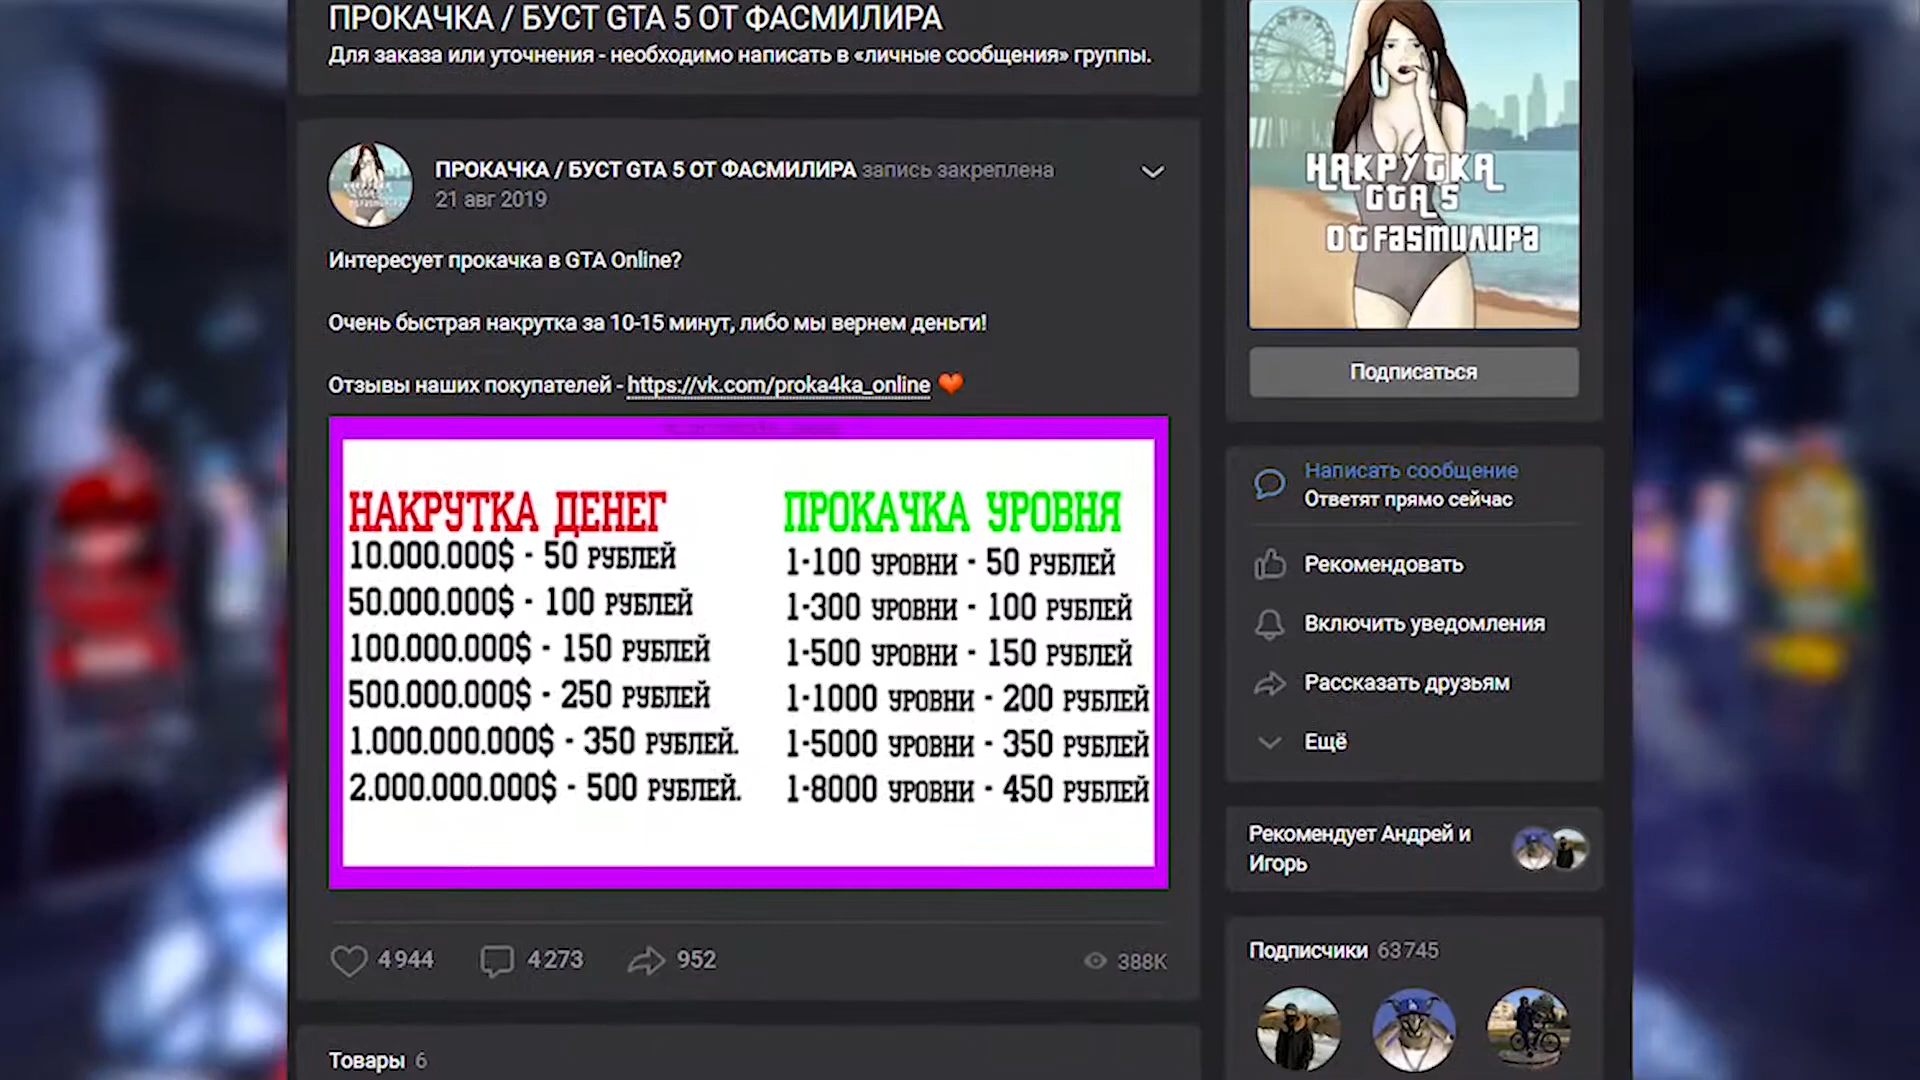 ПРОКАЧКА / БУСТ GTA 5 ОТ ФАСМИЛИРА
Для заказа или уточнения - необходимо написать в «личные сообщения» группы.
ПРОКАЧКА / БУСТ GTA 5 ОТ ФАСМИЛИРА запись закреплена
21 авг 2019
Интересует прокачка в GTA Online?
Очень быстрая накрутка за 10-15 минут, либо мы вернем деньги!
Отзывы наших покупателей - https://vk.com/proka4ka_online
НАКРУТКА ДЕНЕГ
10.000.000$ - 50 РУБЛЕЙ
50.000.000$ - 100 РУБЛЕЙ
100.000.000$ - 150 РУБЛЕЙ
500.000.000$ - 250 РУБЛЕЙ
1.000.000.000$ - 350 РУБЛЕЙ.
2.000.000.000$ - 500 РУБЛЕЙ.
ПРОКАЧКА УРОВНЯ
1-100 УРОВНИ - 50 РУБЛЕЙ
1-300 УРОВНИ - 100 РУБЛЕЙ
1-500 УРОВНИ - 150 РУБЛЕЙ
1-1000 УРОВНИ - 200 РУБЛЕЙ
1-5000 УРОВНИ - 350 РУБЛЕЙ
1-8000 УРОВНИ - 450 РУБЛЕЙ
4944 4273 952 388K
Товары 6
НАКРУТКА
GTA 5
ОТ FASMИЛИРА
Подписаться
Написать сообщение
Ответят прямо сейчас
Рекомендовать
Включить уведомления
Рассказать друзьям
Ещё
Рекомендует Андрей и
Игорь
Подписчики 63745